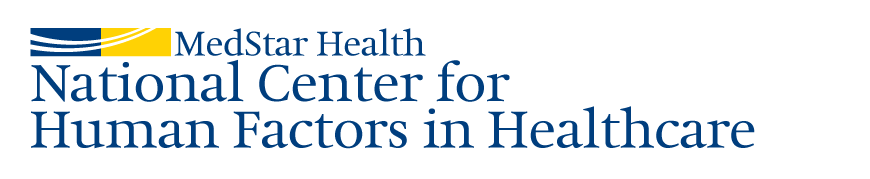 MedStar Health
National Center for
Human Factors in Healthcare